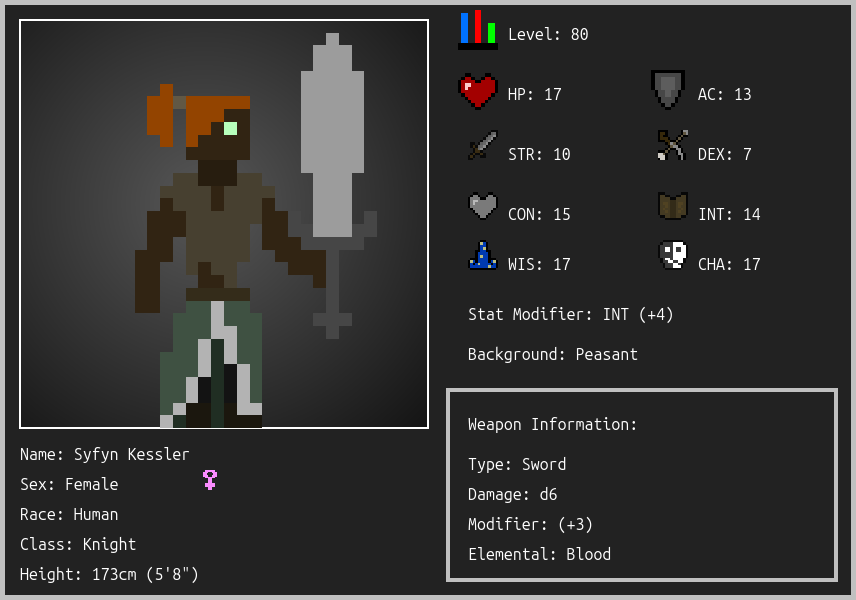 Level: 80
HP: 17
AC: 13
STR: 10
DEX: 7
CON: 15
INT: 14
WIS: 17
CHA: 17
Stat Modifier: INT (+4)
Background: Peasant
Weapon Information:
Type: Sword
Damage: d6
Modifier: (+3)
Elemental: Blood
Name: Syfyn Kessler
Sex: Female
Race: Human
Class: Knight
Height: 173cm (5'8")